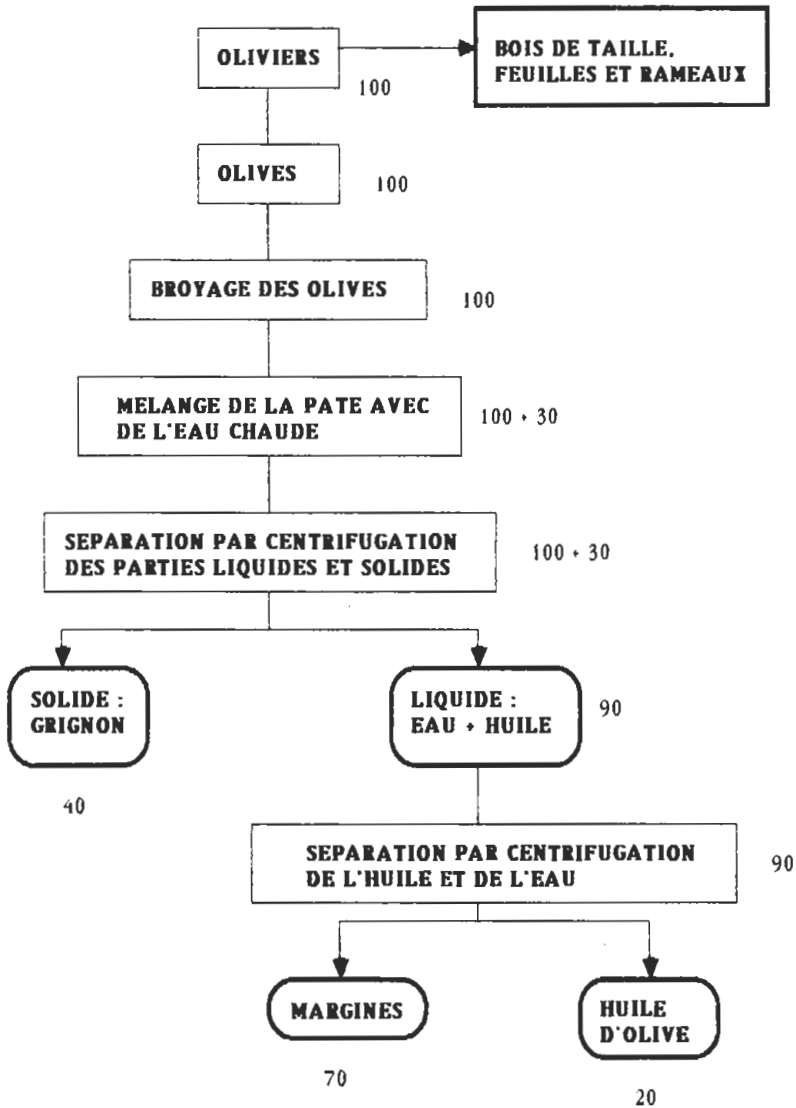 OLIVIERS
100
BOIS DE TAILLE,
FEUILLES ET RAMEAUX
OLIVES
100
BROYAGE DES OLIVES
100
MELANGE DE LA PATE AVEC
DE L'EAU CHAUDE
100 + 30
SEPARATION PAR CENTRIFUGATION
DES PARTIES LIQUIDES ET SOLIDES
100 + 30
SOLIDE :
GRIGNON
40
LIQUIDE :
EAU + HUILE
90
SEPARATION PAR CENTRIFUGATION
DE L'HUILE ET DE L'EAU
90
MARGINES
70
HUILE
D'OLIVE
20